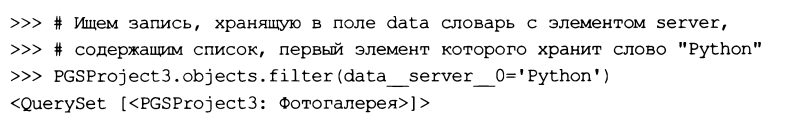 >>> # Ищем запись, хранящую в поле data словарь с элементом server,
>>> # содержащим список, первый элемент которого хранит слово "Python"
>>> PGSProject3.objects.filter(data__server__0='Python')
<QuerySet [<PGSProject3: Фотогалерея>]>